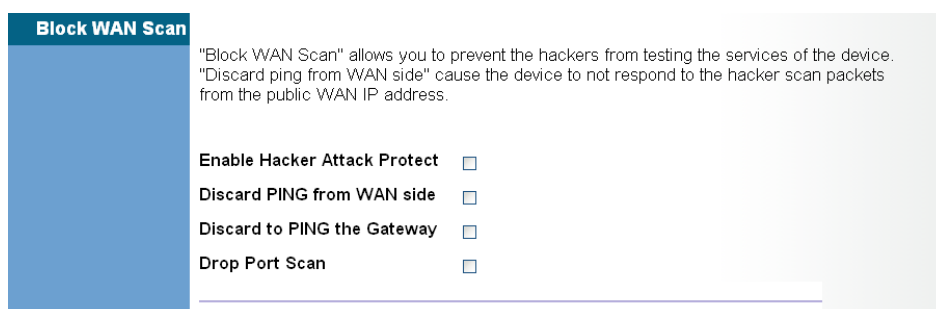 Block WAN Scan
"Block WAN Scan" allows you to prevent the hackers from testing the services of the device.
"Discard ping from WAN side" cause the device to not respond to the hacker scan packets
from the public WAN IP address.
Enable Hacker Attack Protect
Discard PING from WAN side
Discard to PING the Gateway
Drop Port Scan